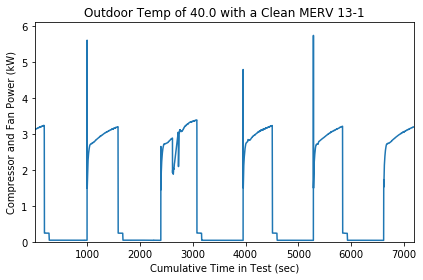 Outdoor Temp of 40.0 with a Clean MERV 13-1
6
5
4
3
2
1
0
Compressor and Fan Power (kW)
1000 2000 3000 4000 5000 6000 7000
Cumulative Time in Test (sec)